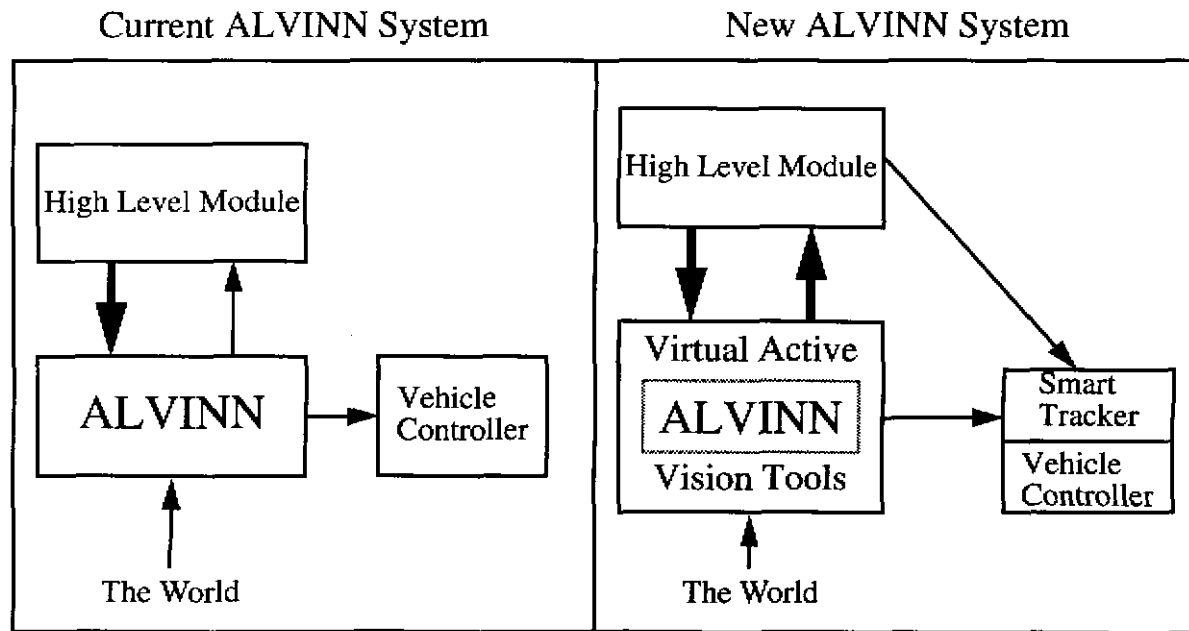 Current ALVINN System
High Level Module
ALVINN
Vehicle
Controller
The World
New ALVINN System
High Level Module
Virtual Active
ALVINN
Vision Tools
Smart
Tracker
Vehicle
Controller
The World